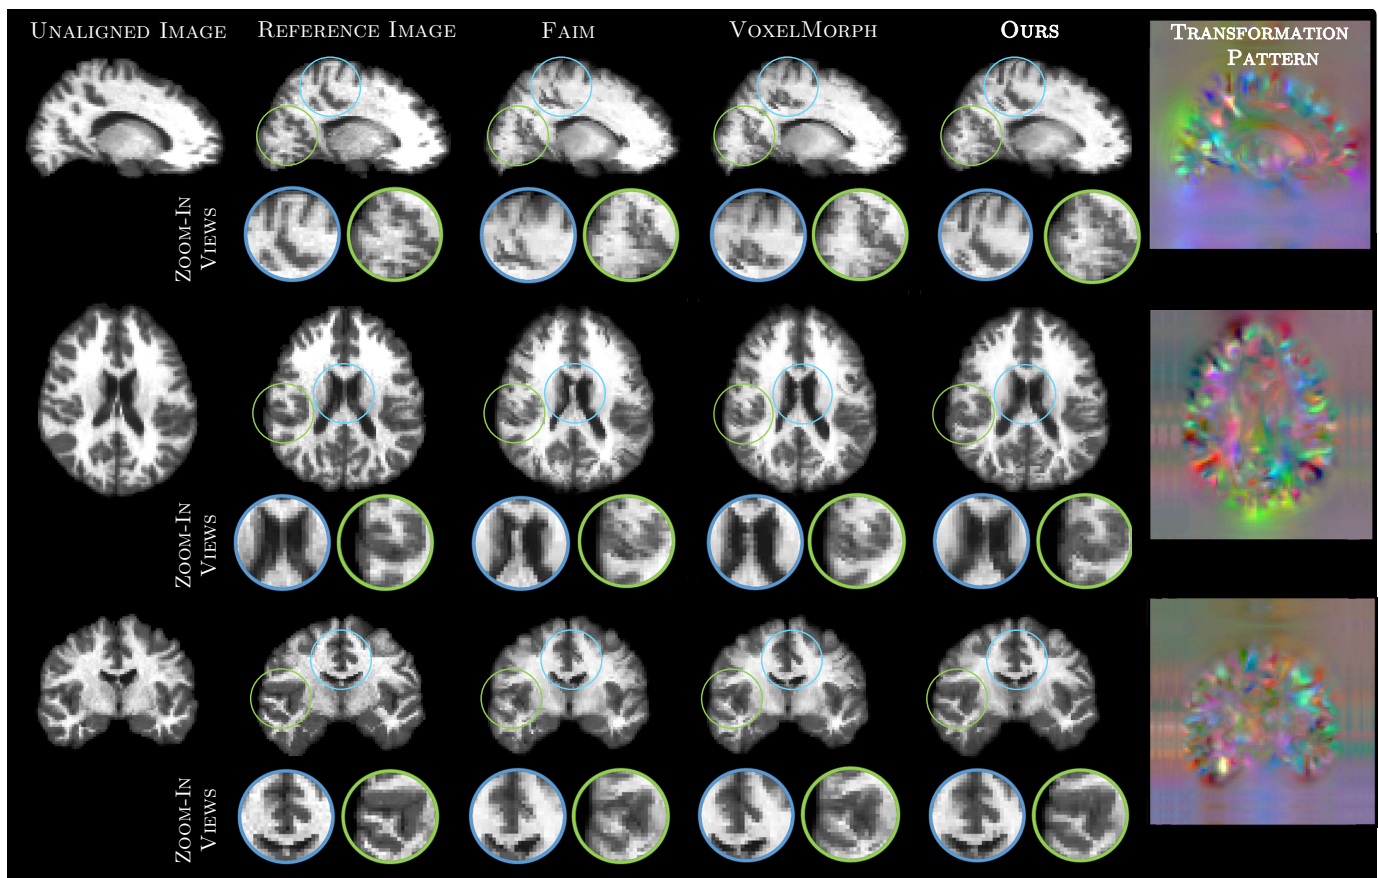 UNALIGNED IMAGE
REFERENCE IMAGE
FAIM
VOXELMORPH
OURS
TRANSFORMATION
PATTERN
ZOOM-IN
VIEWS
ZOOM-IN
VIEWS
ZOOM-IN
VIEWS